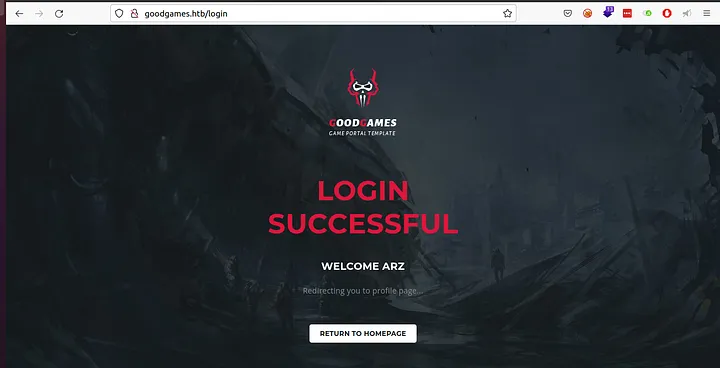 goodgames.htb/login
13
GOODGAMES
GAME PORTAL TEMPLATE
LOGIN
SUCCESSFUL
WELCOME ARZ
Redirecting you to profile page...
RETURN TO HOMEPAGE